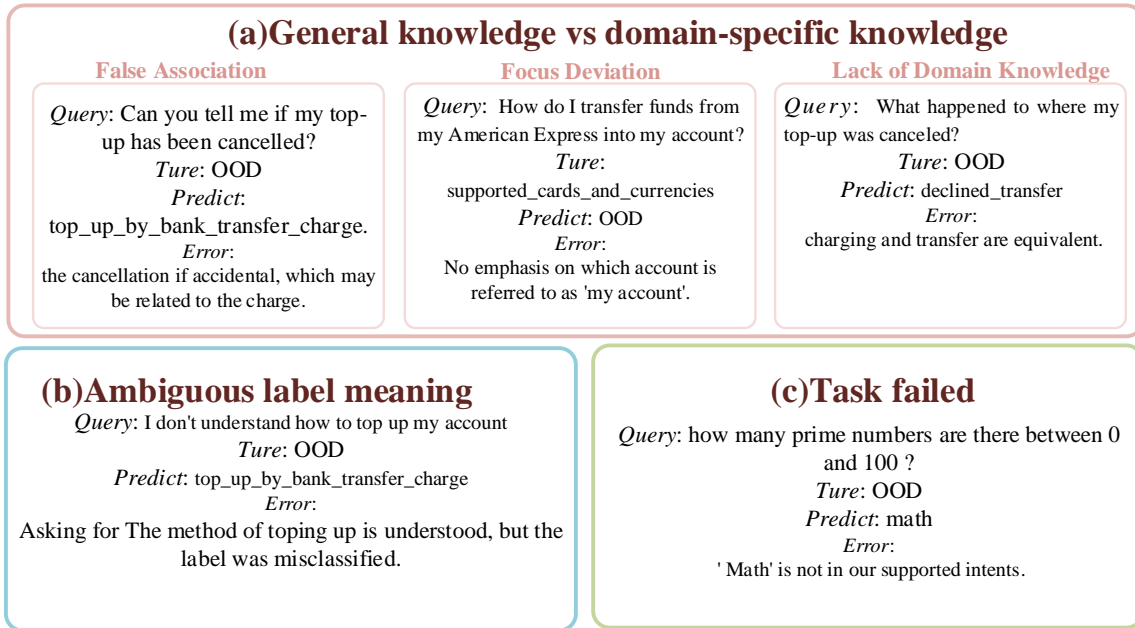 (a)General knowledge vs domain-specific knowledge
False Association
Query: Can you tell me if my top-
up has been cancelled?
Ture: OOD
Predict:
top_up_by_bank_transfer_charge.
Error:
the cancellation if accidental, which may
be related to the charge.
Focus Deviation
Query: How do I transfer funds from
my American Express into my account?
Ture:
supported_cards_and_currencies
Predict: OOD
Error:
No emphasis on which account is
referred to as 'my account'.
Lack of Domain Knowledge
Query: What happened to where my
top-up was canceled?
Ture: OOD
Predict: declined_transfer
Error:
charging and transfer are equivalent.
(b)Ambiguous label meaning
Query: I don't understand how to top up my account
Ture: OOD
Predict: top_up_by_bank_transfer_charge
Error:
Asking for The method of toping up is understood, but the
label was misclassified.
(c)Task failed
Query: how many prime numbers are there between 0
and 100 ?
Ture: OOD
Predict: math
Error:
' Math' is not in our supported intents.